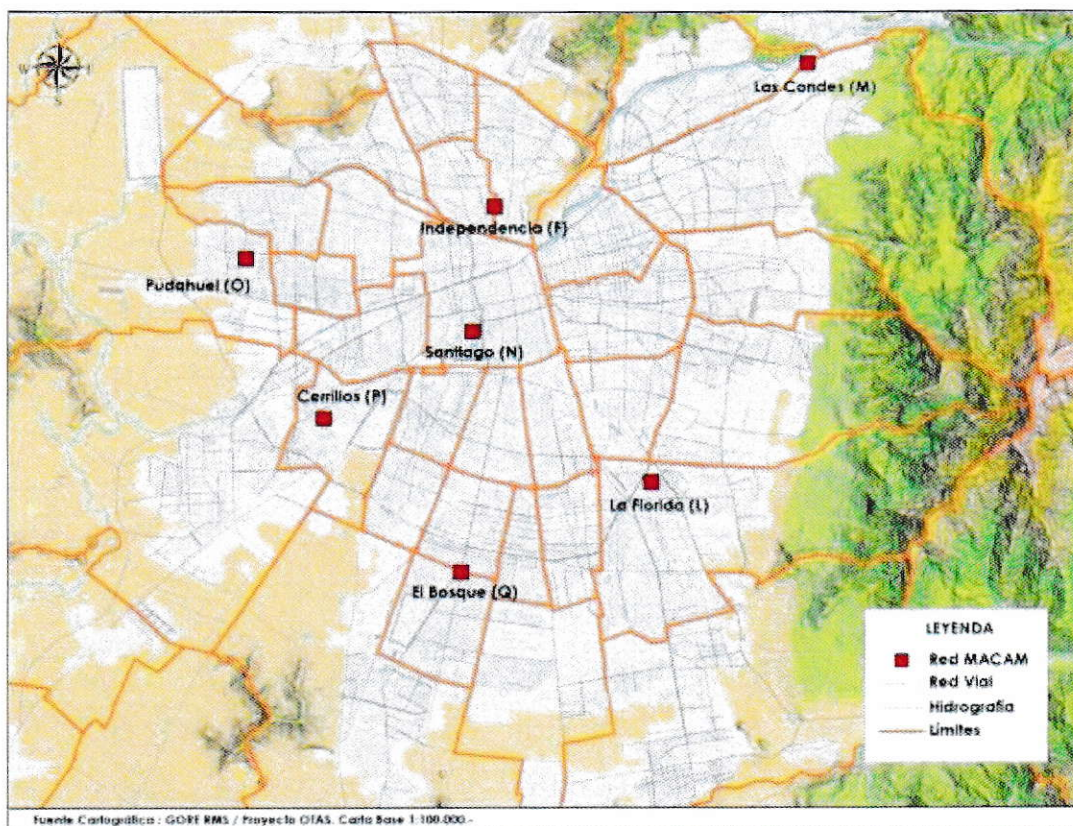 Las Condes (M)
Independencia (F)
Pudahuel (O)
Santiago (N)
Cerrillos (P)
La Florida (L)
El Bosque (Q)
LEYENDA
Red MACAM
Red Vial
Hidrografía
Límites
Fuente Cartográfica : GORE RMS / Proyecto OTAS. Carta Base 1:100.000.-